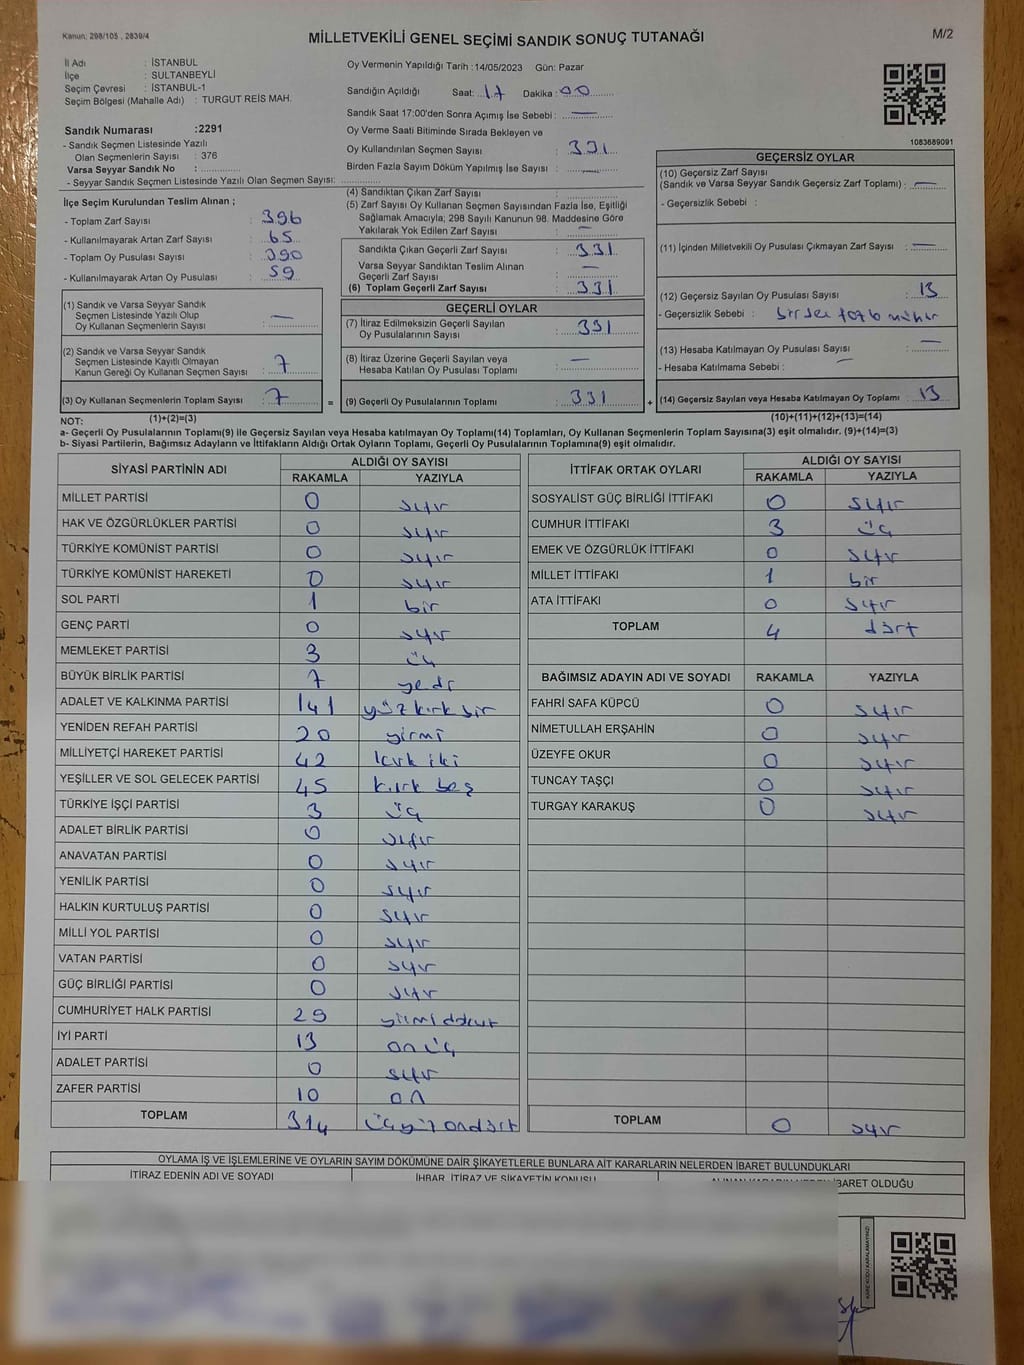 Kanun: 298/105 , 2839/4
MİLLETVEKİLİ GENEL SEÇİMİ SANDIK SONUÇ TUTANAĞI
M/2
İl Adı : İSTANBUL
İlçe : SULTANBEYLİ
Seçim Çevresi : İSTANBUL-1
Seçim Bölgesi (Mahalle Adı) : TURGUT REİS MAH.
Sandık Numarası :2291
- Sandık Seçmen Listesinde Yazılı
Olan Seçmenlerin Sayısı : 376
Varsa Seyyar Sandık No :
- Seyyar Sandık Seçmen Listesinde Yazılı Olan Seçmen Sayısı:
Oy Vermenin Yapıldığı Tarih :14/05/2023 Gün: Pazar
Sandığın Açıldığı Saat: 17 Dakika: 00
Sandık Saat 17:00'den Sonra Açımış İse Sebebi : —
Oy Verme Saati Bitiminde Sırada Bekleyen ve
Oy Kullandırılan Seçmen Sayısı : 331
Birden Fazla Sayım Döküm Yapılmış İse Sayısı : —
1083689091
İlçe Seçim Kurulundan Teslim Alınan ;
- Toplam Zarf Sayısı : 396
- Kullanılmayarak Artan Zarf Sayısı : 65
- Toplam Oy Pusulası Sayısı : 390
- Kullanılmayarak Artan Oy Pusulası : 59
(1) Sandık ve Varsa Seyyar Sandık
Seçmen Listesinde Yazılı Olup
Oy Kullanan Seçmenlerin Sayısı : —
(2) Sandık ve Varsa Seyyar Sandık
Seçmen Listesinde Kayıtlı Olmayan
Kanun Gereği Oy Kullanan Seçmen Sayısı : 7
(3) Oy Kullanan Seçmenlerin Toplam Sayısı : 7
(1)+(2)=(3)
(4) Sandıktan Çıkan Zarf Sayısı :
(5) Zarf Sayısı Oy Kullanan Seçmen Sayısından Fazla İse, Eşitliği
Sağlamak Amacıyla; 298 Sayılı Kanunun 98. Maddesine Göre
Yakılarak Yok Edilen Zarf Sayısı : —
Sandıkta Çıkan Geçerli Zarf Sayısı : 331
Varsa Seyyar Sandıktan Teslim Alınan
Geçerli Zarf Sayısı : —
(6) Toplam Geçerli Zarf Sayısı : 331
GEÇERLİ OYLAR
(7) İtiraz Edilmeksizin Geçerli Sayılan
Oy Pusulalarının Sayısı : 331
(8) İtiraz Üzerine Geçerli Sayılan veya
Hesaba Katılan Oy Pusulası Toplamı : —
= (9) Geçerli Oy Pusulalarının Toplamı : 331 +
GEÇERSİZ OYLAR
(10) Geçersiz Zarf Sayısı
(Sandık ve Varsa Seyyar Sandık Geçersiz Zarf Toplamı) : —
- Geçersizlik Sebebi :
(11) İçinden Milletvekili Oy Pusulası Çıkmayan Zarf Sayısı : —
(12) Geçersiz Sayılan Oy Pusulası Sayısı : 13
- Geçersizlik Sebebi : birden fazla mühür
(13) Hesaba Katılmayan Oy Pusulası Sayısı : —
- Hesaba Katılmama Sebebi : —
(14) Geçersiz Sayılan veya Hesaba Katılmayan Oy Toplamı : 13
(10)+(11)+(12)+(13)=(14)
NOT:
a- Geçerli Oy Pusulalarının Toplamı(9) ile Geçersiz Sayılan veya Hesaba katılmayan Oy Toplamı(14) Toplamları, Oy Kullanan Seçmenlerin Toplam Sayısına(3) eşit olmalıdır. (9)+(14)=(3)
b- Siyasi Partilerin, Bağımsız Adayların ve İttifakların Aldığı Ortak Oyların Toplamı, Geçerli Oy Pusulalarının Toplamına(9) eşit olmalıdır.
SİYASİ PARTİNİN ADI ALDIĞI OY SAYISI
RAKAMLA YAZIYLA
MİLLET PARTİSİ 0 sıfır
HAK VE ÖZGÜRLÜKLER PARTİSİ 0 sıfır
TÜRKİYE KOMÜNİST PARTİSİ 0 sıfır
TÜRKİYE KOMÜNİST HAREKETİ 0 sıfır
SOL PARTİ 1 bir
GENÇ PARTİ 0 sıfır
MEMLEKET PARTİSİ 3 üç
BÜYÜK BİRLİK PARTİSİ 7 yedi
ADALET VE KALKINMA PARTİSİ 141 yüz kırk bir
YENİDEN REFAH PARTİSİ 20 yirmi
MİLLİYETÇİ HAREKET PARTİSİ 42 kırk iki
YEŞİLLER VE SOL GELECEK PARTİSİ 45 kırk beş
TÜRKİYE İŞÇİ PARTİSİ 3 üç
ADALET BİRLİK PARTİSİ 0 sıfır
ANAVATAN PARTİSİ 0 sıfır
YENİLİK PARTİSİ 0 sıfır
HALKIN KURTULUŞ PARTİSİ 0 sıfır
MİLLİ YOL PARTİSİ 0 sıfır
VATAN PARTİSİ 0 sıfır
GÜÇ BİRLİĞİ PARTİSİ 0 sıfır
CUMHURİYET HALK PARTİSİ 29 yirmi dokuz
İYİ PARTİ 13 on üç
ADALET PARTİSİ 0 sıfır
ZAFER PARTİSİ 10 on
TOPLAM 314 üçyüz ondört
İTTİFAK ORTAK OYLARI ALDIĞI OY SAYISI
RAKAMLA YAZIYLA
SOSYALİST GÜÇ BİRLİĞİ İTTİFAKI 0 sıfır
CUMHUR İTTİFAKI 3 üç
EMEK VE ÖZGÜRLÜK İTTİFAKI 0 sıfır
MİLLET İTTİFAKI 1 bir
ATA İTTİFAKI 0 sıfır
TOPLAM 4 dört
BAĞIMSIZ ADAYIN ADI VE SOYADI RAKAMLA YAZIYLA
FAHRİ SAFA KÜPCÜ 0 sıfır
NİMETULLAH ERŞAHİN 0 sıfır
ÜZEYFE OKUR 0 sıfır
TUNCAY TAŞÇI 0 sıfır
TURGAY KARAKUŞ 0 sıfır
TOPLAM 0 sıfır
OYLAMA İŞ VE İŞLEMLERİNE VE OYLARIN SAYIM DÖKÜMÜNE DAİR ŞİKAYETLERLE BUNLARA AİT KARARLARIN NELERDEN İBARET BULUNDUKLARI
İTİRAZ EDENİN ADI VE SOYADI İHBAR, İTİRAZ VE ŞİKAYETİN KONUSU ALINAN KARARIN NEDEN İBARET OLDUĞU
KARE KODU KARALAMAYINIZ!